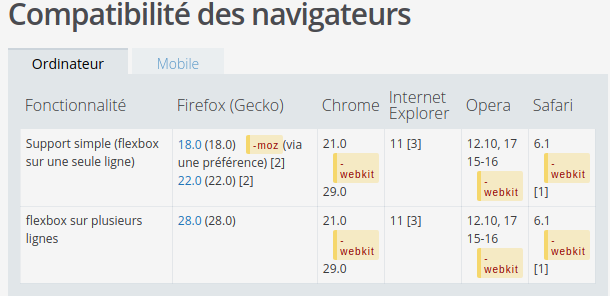 Compatibilité des navigateurs
Ordinateur Mobile
Fonctionnalité Firefox (Gecko) Chrome Internet Explorer Opera Safari
Support simple (flexbox sur une seule ligne)
18.0 (18.0) -moz (via
une préférence) [2]
22.0 (22.0) [2]
21.0
-webkit
29.0
11 [3]
12.10, 17
15-16
-webkit
6.1
-webkit
[1]
flexbox sur plusieurs
lignes
28.0 (28.0)
21.0
-webkit
29.0
11 [3]
12.10, 17
15-16
-webkit
6.1
-webkit
[1]